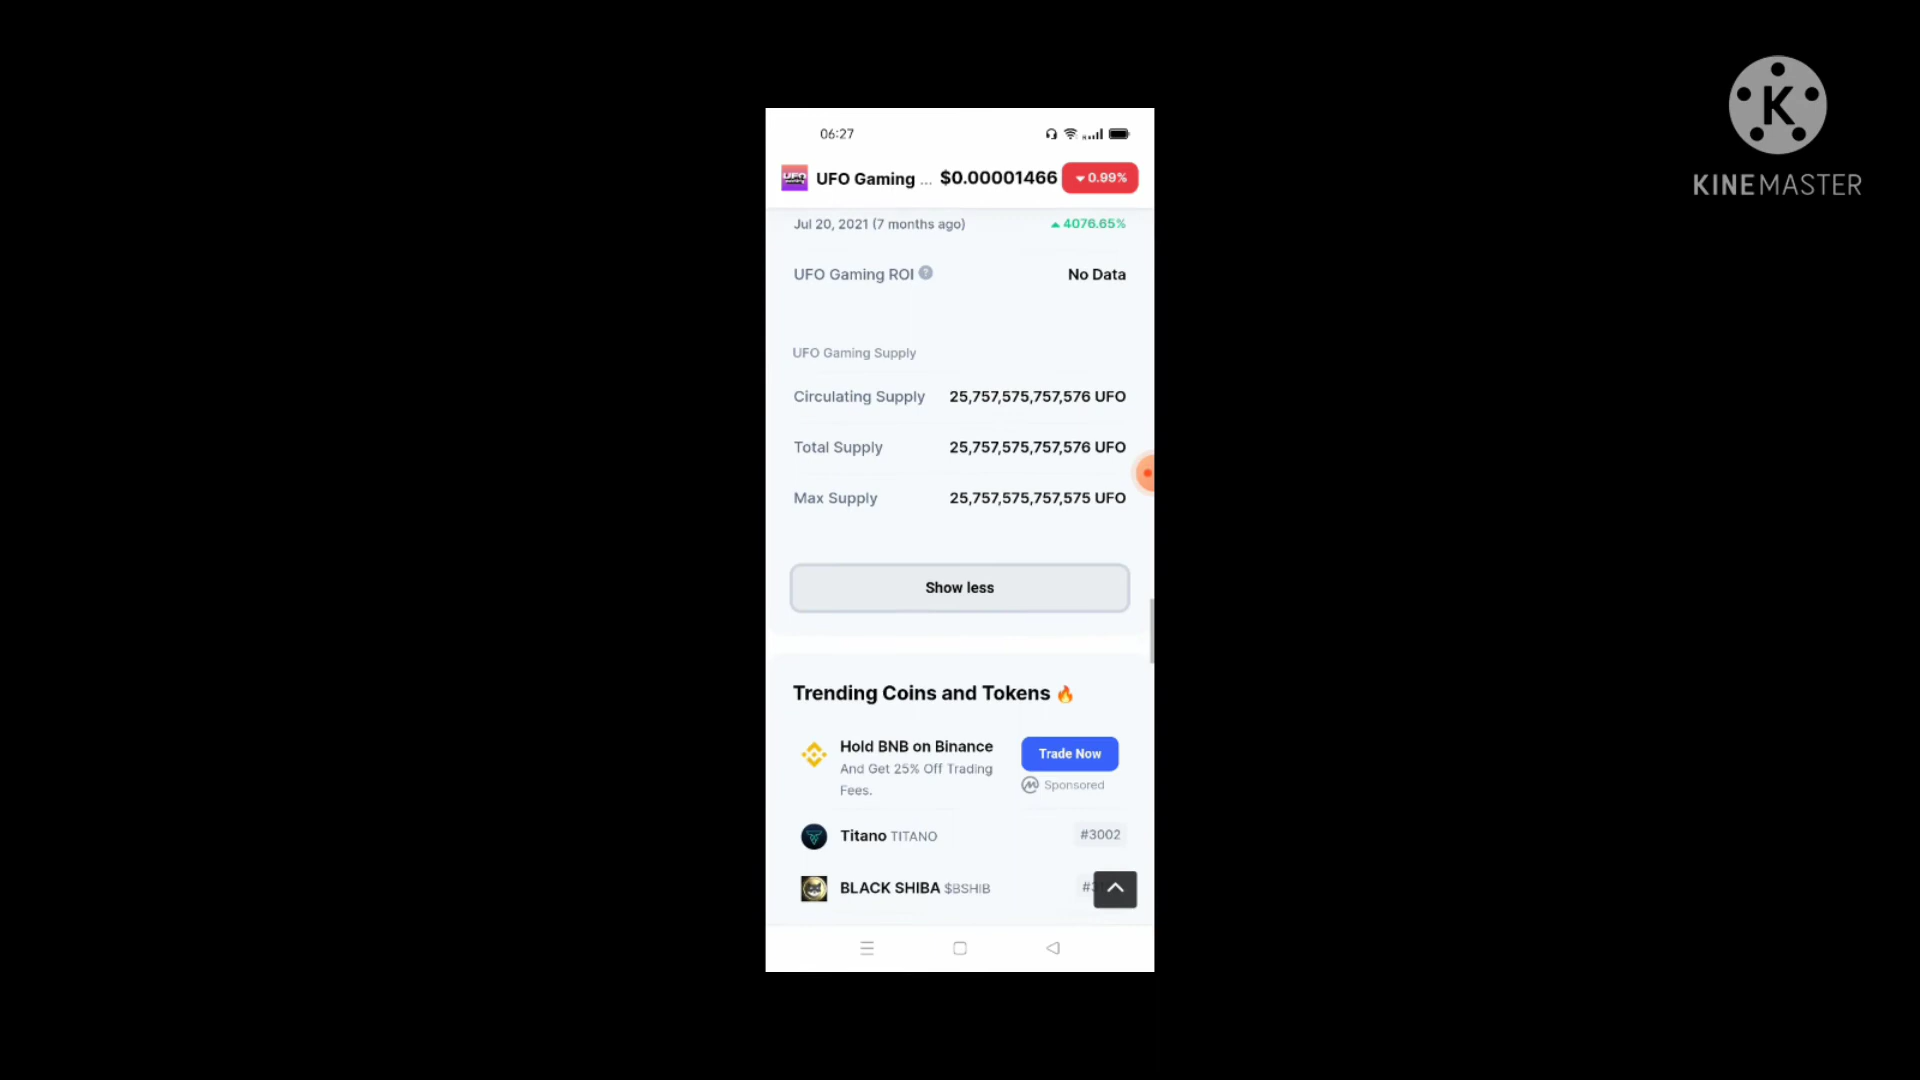 KINEMASTER
06:27
UFO Gaming ... $0.00001466 0.99%
Jul 20, 2021 (7 months ago) 4076.65%
UFO Gaming ROI ? No Data
UFO Gaming Supply
Circulating Supply 25,757,575,757,576 UFO
Total Supply 25,757,575,757,576 UFO
Max Supply 25,757,575,757,575 UFO
Show less
Trending Coins and Tokens 🔥
Hold BNB on Binance Trade Now
And Get 25% Off Trading
Fees. Sponsored
Titano TITANO #3002
BLACK SHIBA $BSHIB